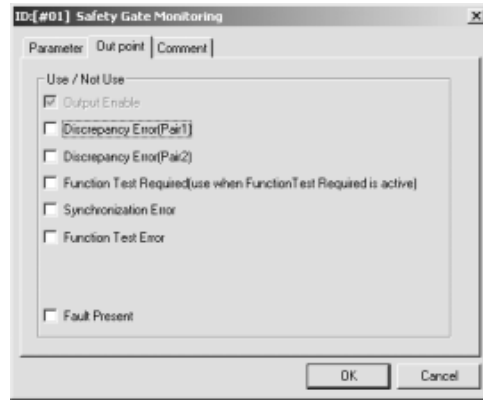 ID:[#01] Safety Gate Monitoring
Parameter Out point Comment
Use / Not Use
Output Enable
Discrepancy Error(Pair1)
Discrepancy Error(Pair2)
Function Test Required(use when FunctionTest Required is active)
Synchronization Error
Function Test Error
Fault Present
OK Cancel